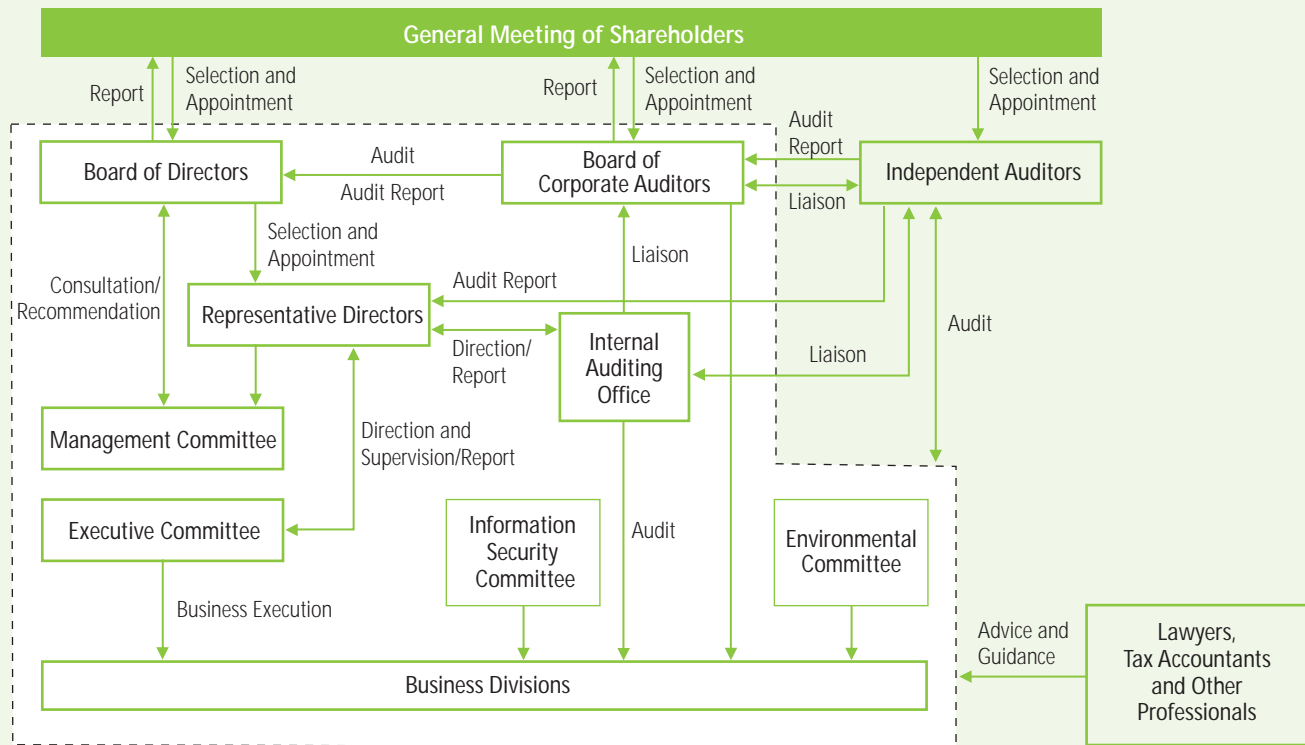 General Meeting of Shareholders
Report
Selection and
Appointment
Report
Selection and
Appointment
Selection and
Appointment
Board of Directors
Audit
Audit Report
Board of
Corporate Auditors
Audit
Report
Liaison
Independent Auditors
Selection and
Appointment
Consultation/
Recommendation
Liaison
Audit Report
Representative Directors
Direction/
Report
Internal
Auditing
Office
Liaison
Audit
Management Committee
Direction and
Supervision/Report
Executive Committee
Information
Security
Committee
Audit
Environmental
Committee
Business Execution
Advice and
Guidance
Lawyers,
Tax Accountants
and Other
Professionals
Business Divisions